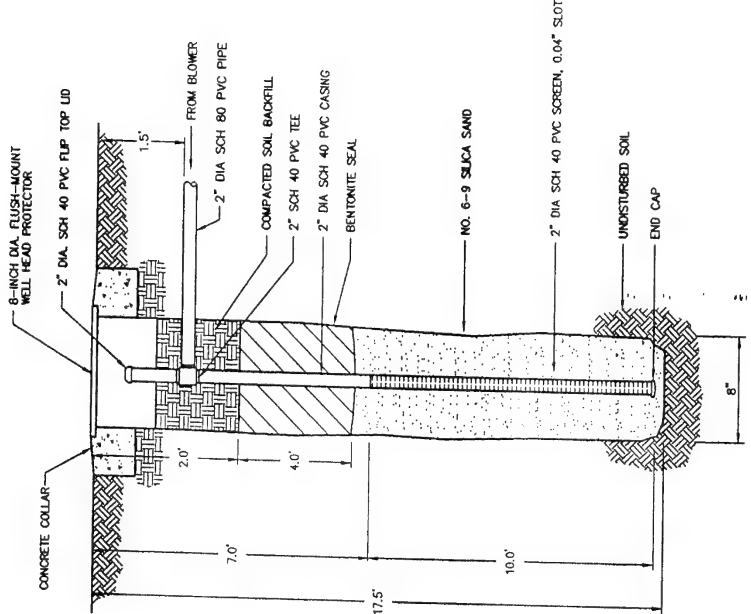 8-INCH DIA. FLUSH-MOUNT
WELL HEAD PROTECTOR
2" DIA. SCH 40 PVC FLIP TOP LID
CONCRETE COLLAR
1.5'
FROM BLOWER
2" DIA SCH 80 PVC PIPE
COMPACTED SOIL BACKFILL
2" SCH 40 PVC TEE
2" DIA SCH 40 PVC CASING
BENTONITE SEAL
NO. 6-9 SILICA SAND
2" DIA SCH 40 PVC SCREEN, 0.04" SLOT
UNDISTURBED SOIL
END CAP
2.0'
4.0'
7.0'
10.0'
17.5'
8"